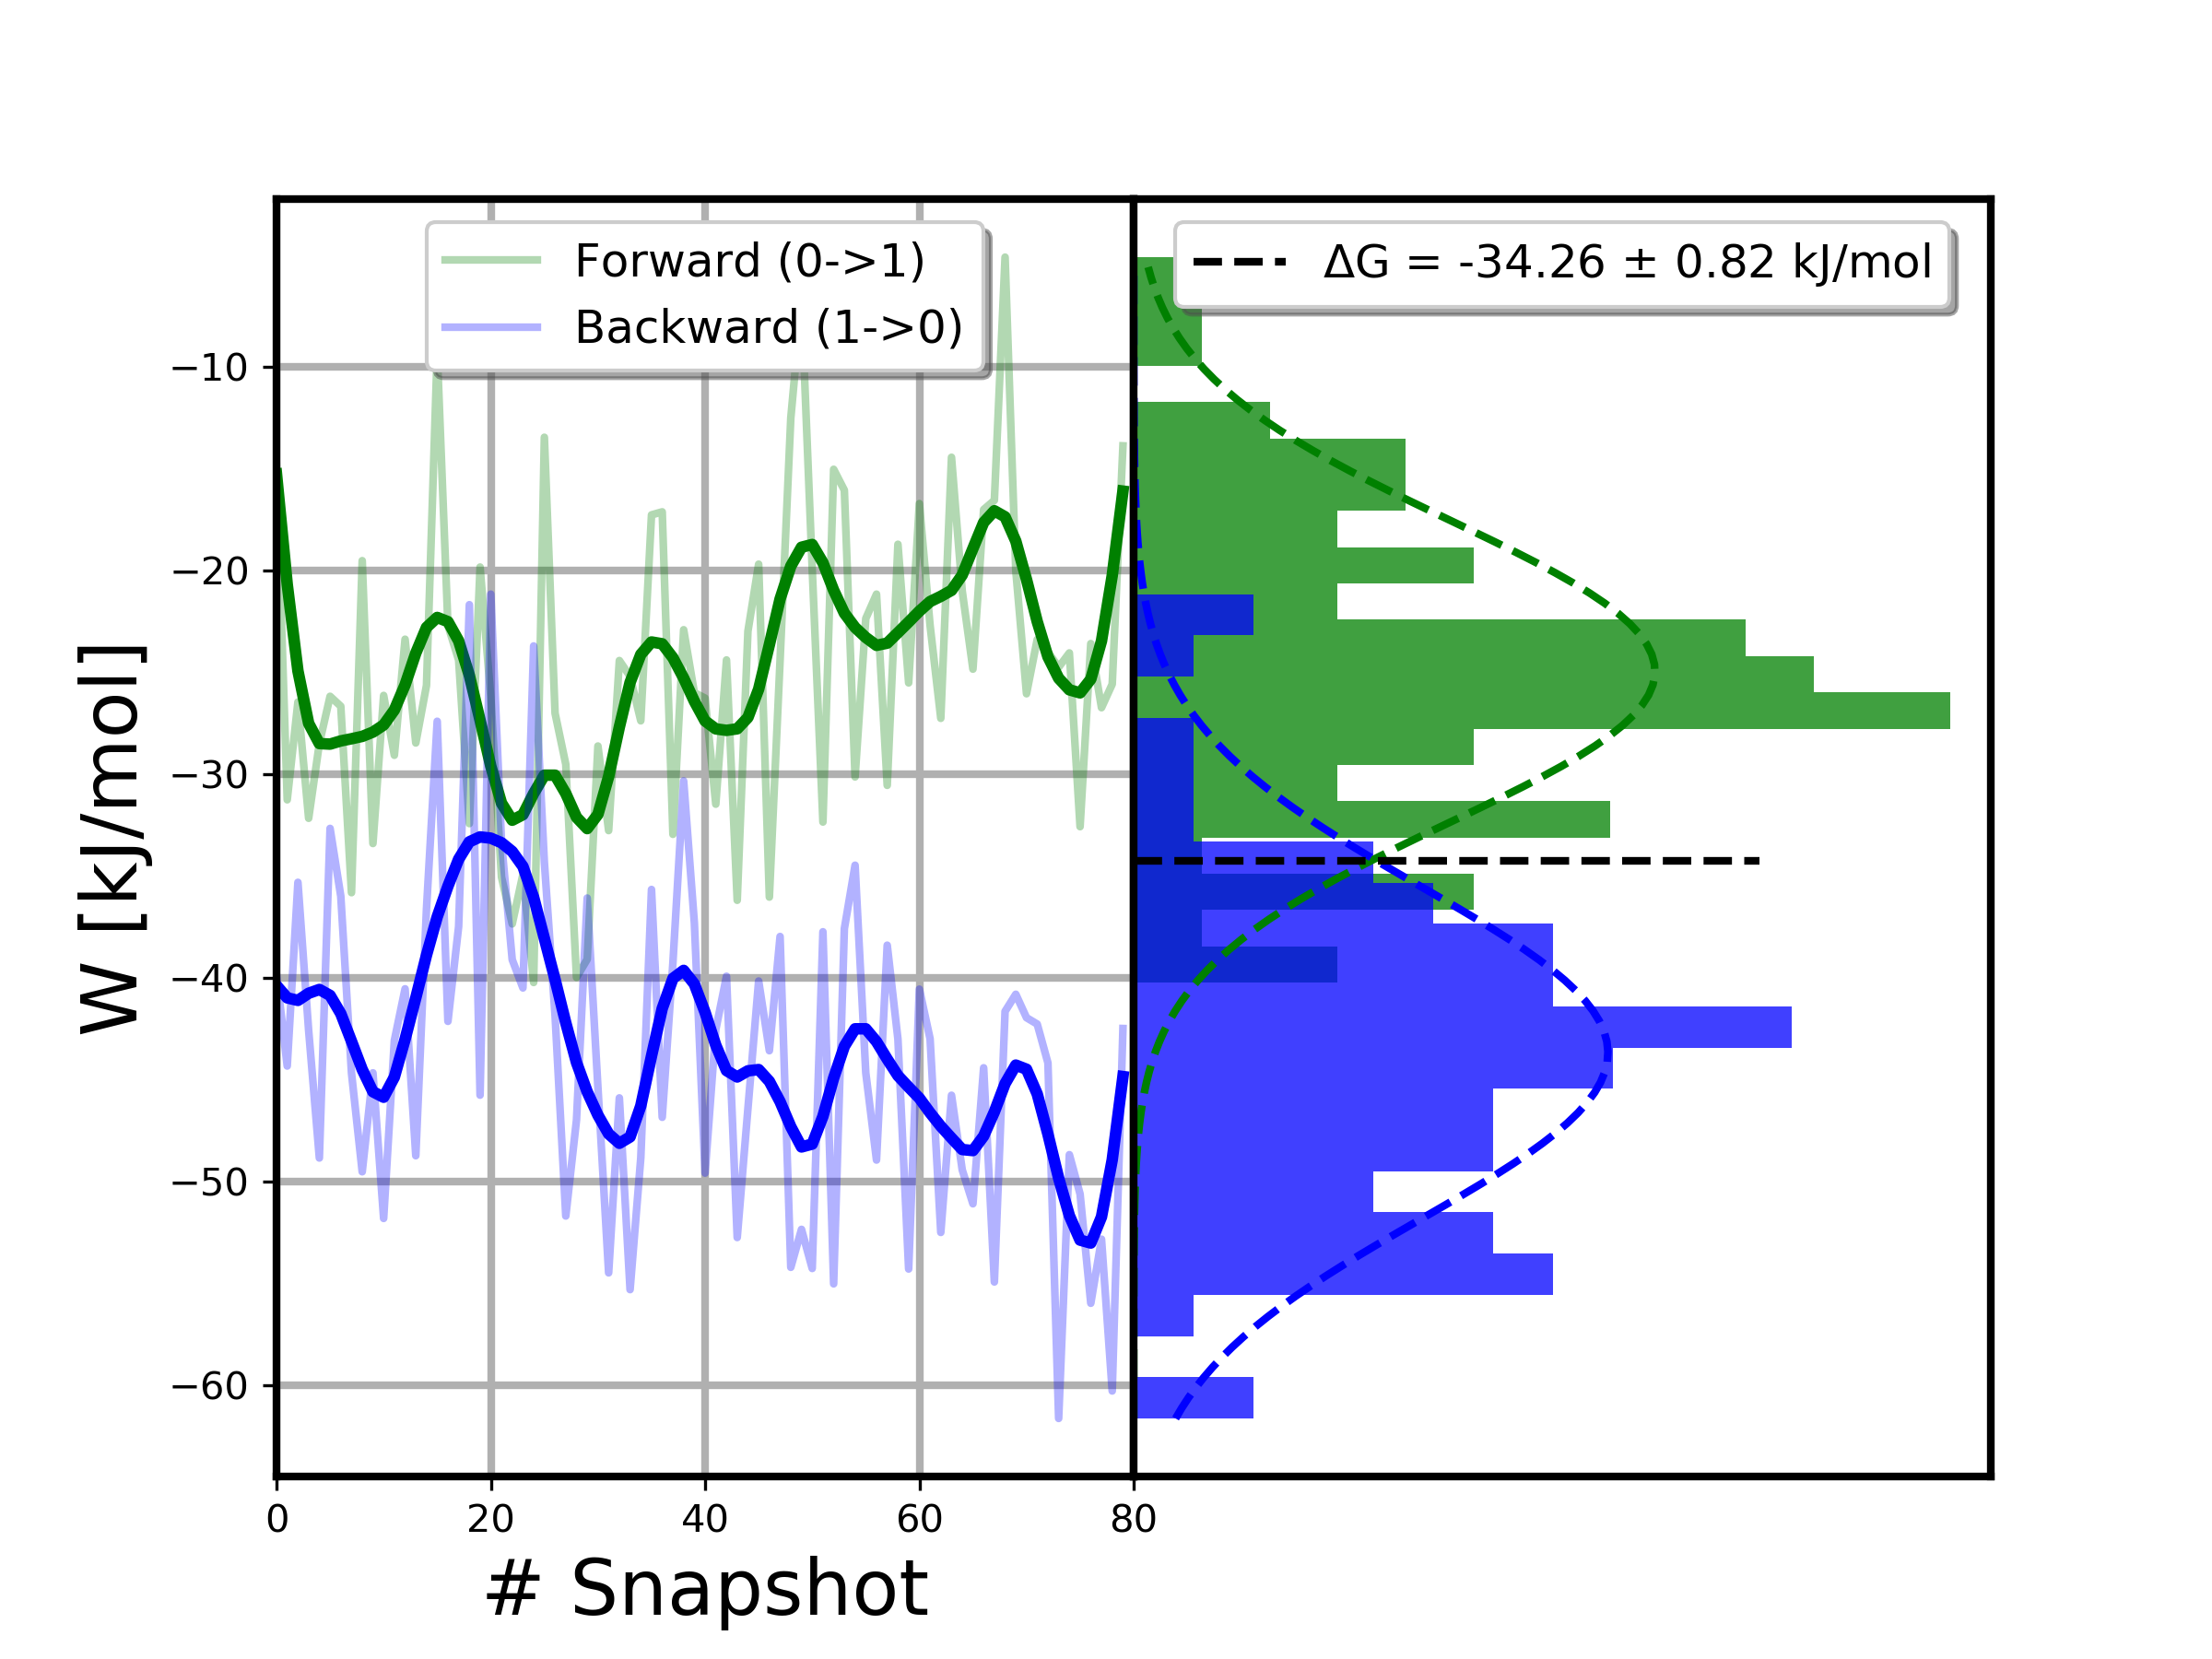 Forward (0->1)
Backward (1->0)
ΔG = -34.26 ± 0.82 kJ/mol
W [kJ/mol]
−10
−20
−30
−40
−50
−60
0 20 40 60 80
# Snapshot